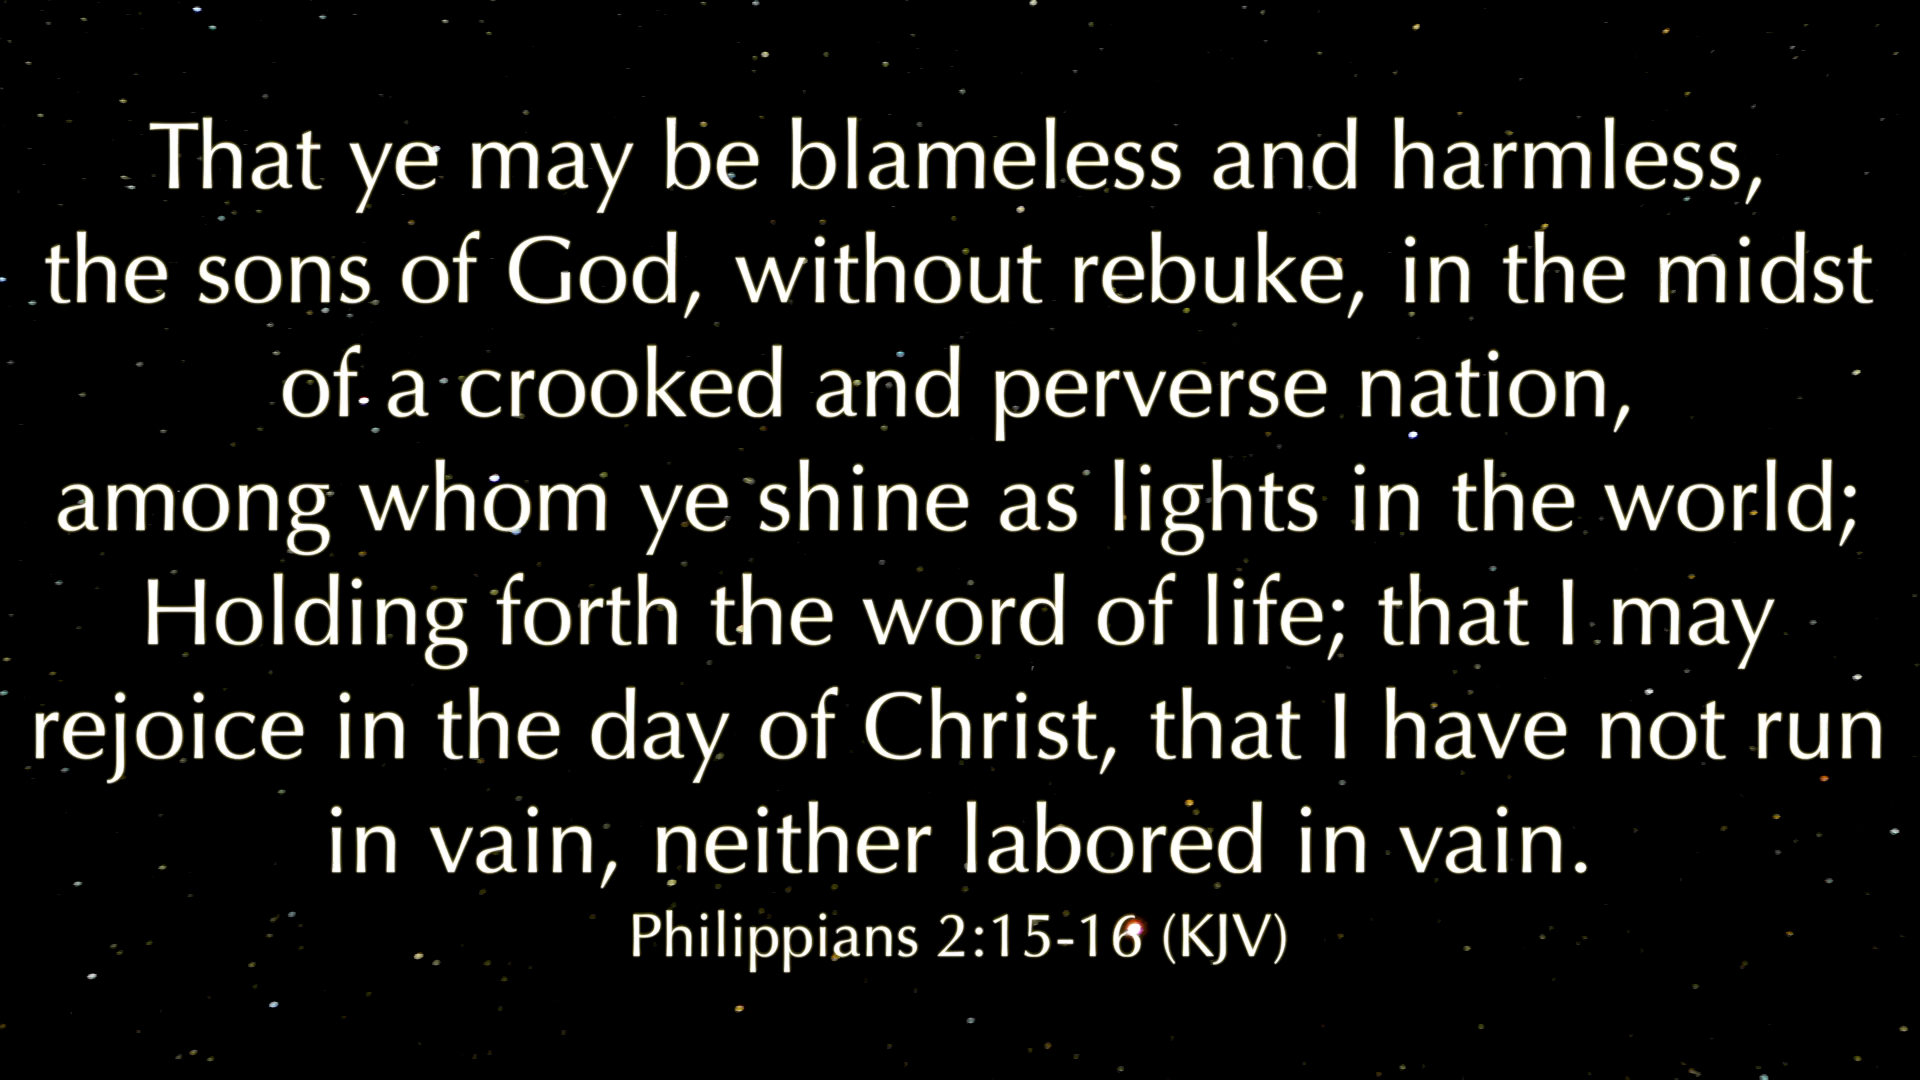 That ye may be blameless and harmless,
the sons of God, without rebuke, in the midst
of a crooked and perverse nation,
among whom ye shine as lights in the world;
Holding forth the word of life; that I may
rejoice in the day of Christ, that I have not run
in vain, neither labored in vain.
Philippians 2:15-16 (KJV)